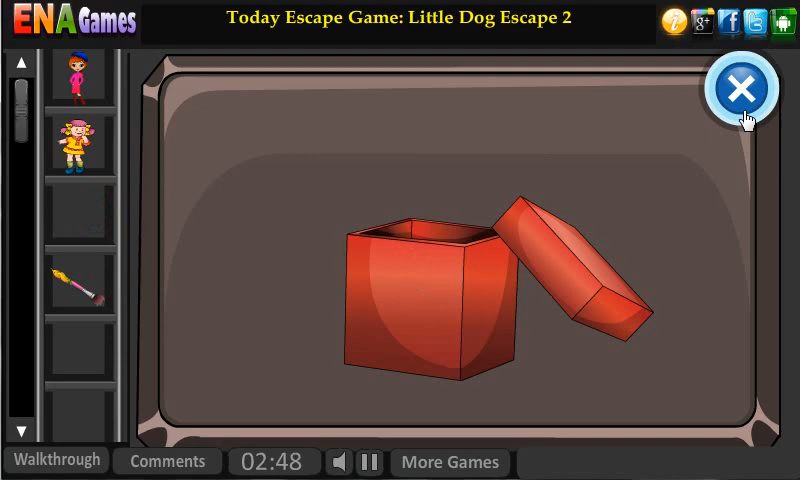 ENA Games
Today Escape Game: Little Dog Escape 2
i g+ f t
Walkthrough
Comments
02:48
More Games